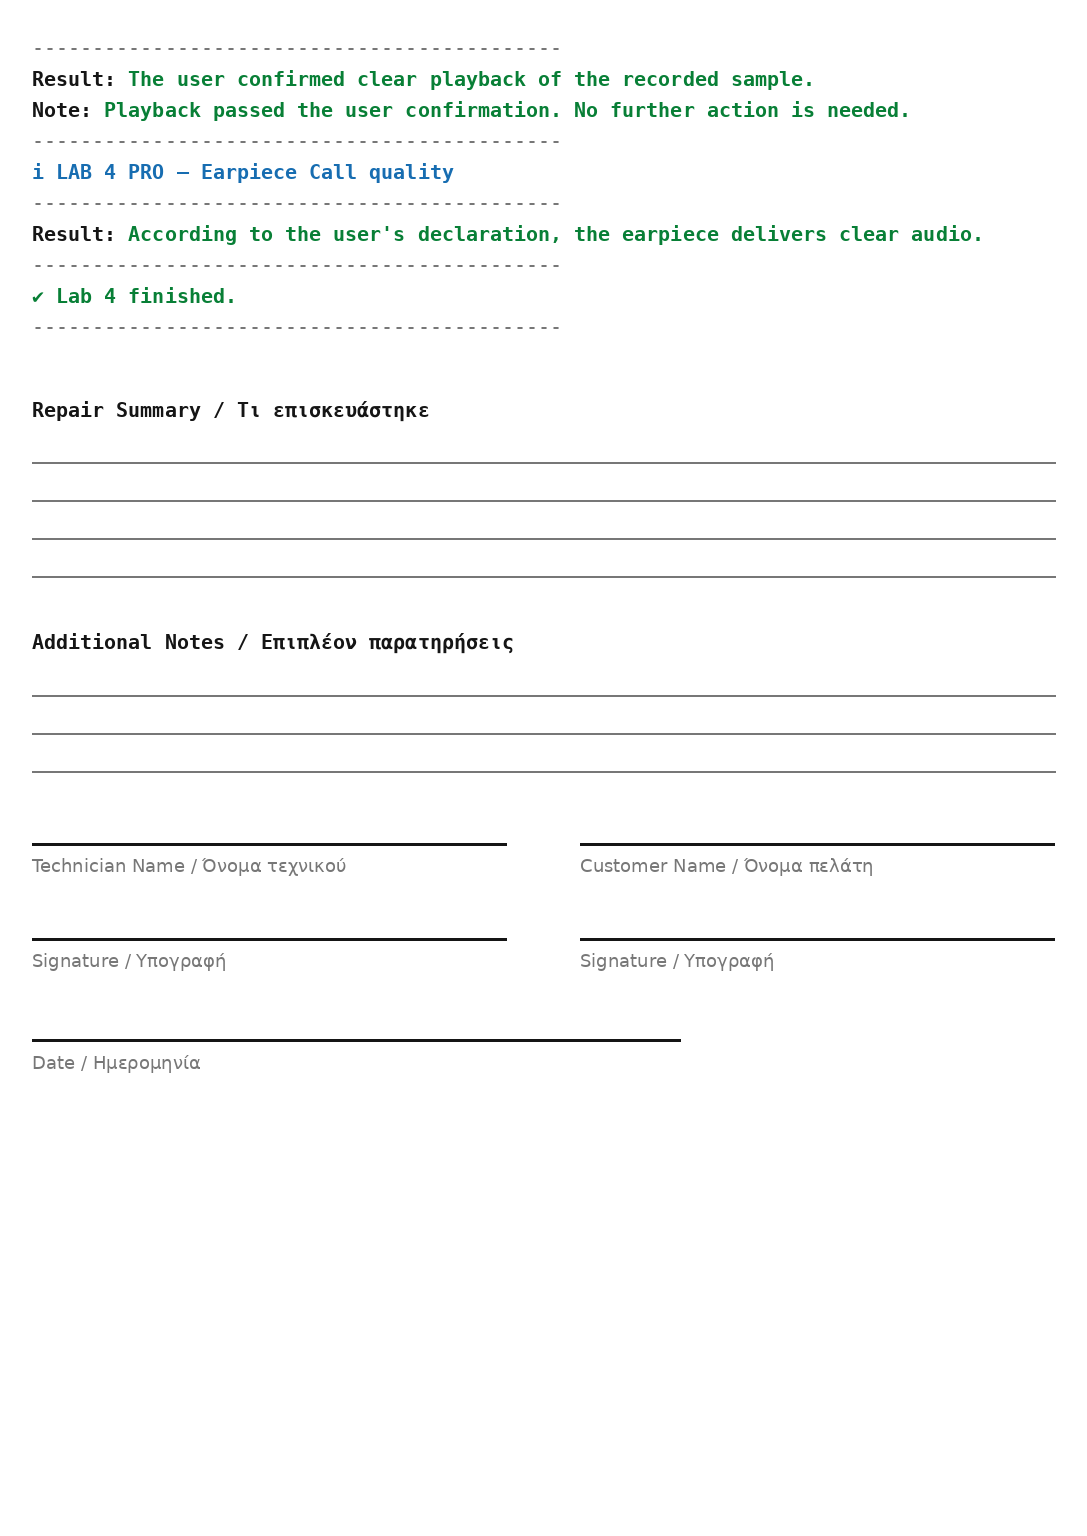 --------------------------------------------
Result: The user confirmed clear playback of the recorded sample.
Note: Playback passed the user confirmation. No further action is needed.
--------------------------------------------
i LAB 4 PRO — Earpiece Call quality
--------------------------------------------
Result: According to the user's declaration, the earpiece delivers clear audio.
--------------------------------------------
✔ Lab 4 finished.
--------------------------------------------
Repair Summary / Τι επισκευάστηκε
Additional Notes / Επιπλέον παρατηρήσεις
Technician Name / Όνομα τεχνικού
Customer Name / Όνομα πελάτη
Signature / Υπογραφή
Signature / Υπογραφή
Date / Ημερομηνία